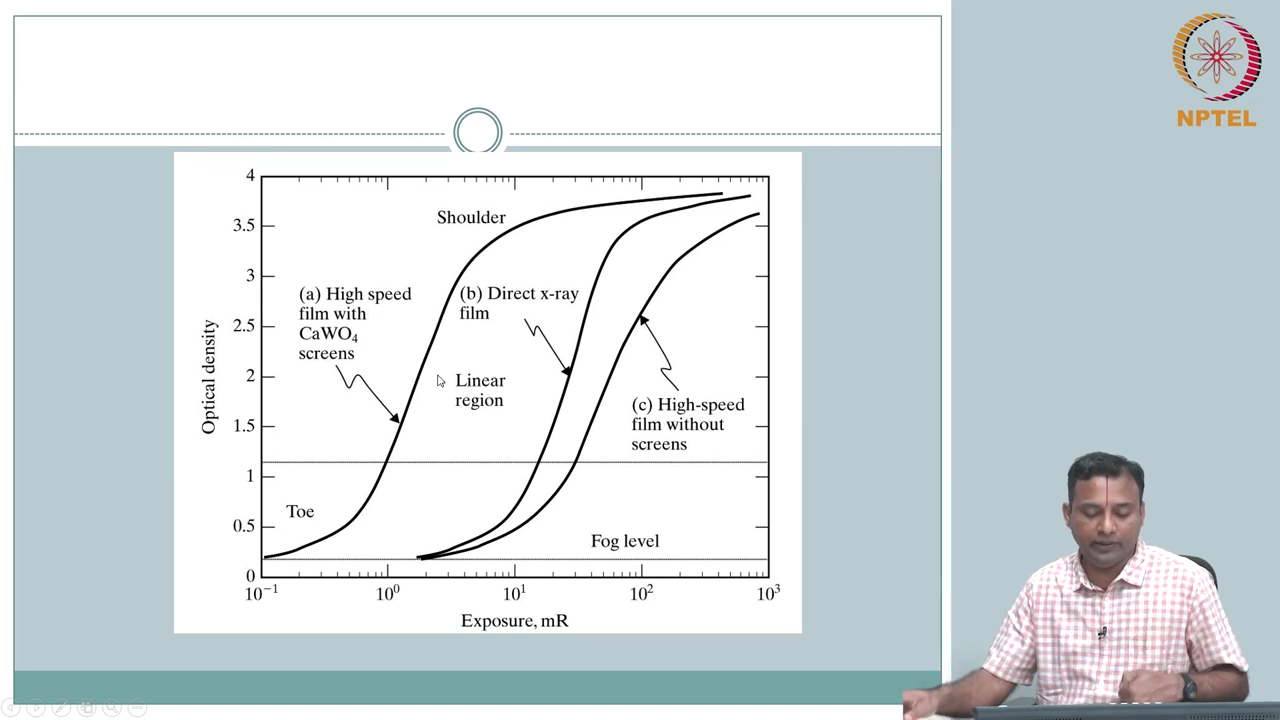 NPTEL
4
3.5
3
2.5
2
1.5
1
0.5
0
Optical density
Shoulder
(a) High speed
film with
CaWO₄
screens
(b) Direct x-ray
film
Linear
region
(c) High-speed
film without
screens
Toe
Fog level
10⁻¹ 10⁰ 10¹ 10² 10³
Exposure, mR